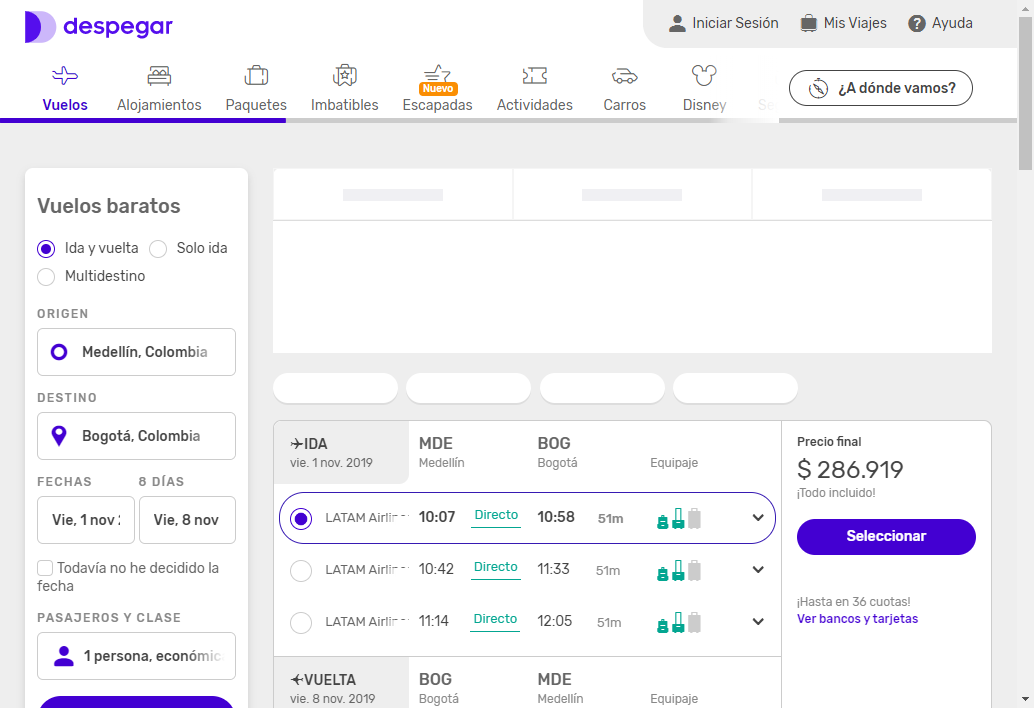 despegar
Iniciar Sesión
Mis Viajes
Ayuda
Vuelos
Alojamientos
Paquetes
Imbatibles
Nuevo
Escapadas
Actividades
Carros
Disney
¿A dónde vamos?
Vuelos baratos
Ida y vuelta
Solo ida
Multidestino
ORIGEN
Medellín, Colombia
DESTINO
Bogotá, Colombia
FECHAS
8 DÍAS
Vie, 1 nov
Vie, 8 nov
Todavía no he decidido la
fecha
PASAJEROS Y CLASE
1 persona, económic
IDA
vie. 1 nov. 2019
MDE
Medellín
BOG
Bogotá
Equipaje
LATAM Airlin
10:07
Directo
10:58
51m
LATAM Airlin
10:42
Directo
11:33
51m
LATAM Airlin
11:14
Directo
12:05
51m
VUELTA
vie. 8 nov. 2019
BOG
Bogotá
MDE
Medellín
Equipaje
Precio final
$ 286.919
¡Todo incluido!
Seleccionar
¡Hasta en 36 cuotas!
Ver bancos y tarjetas